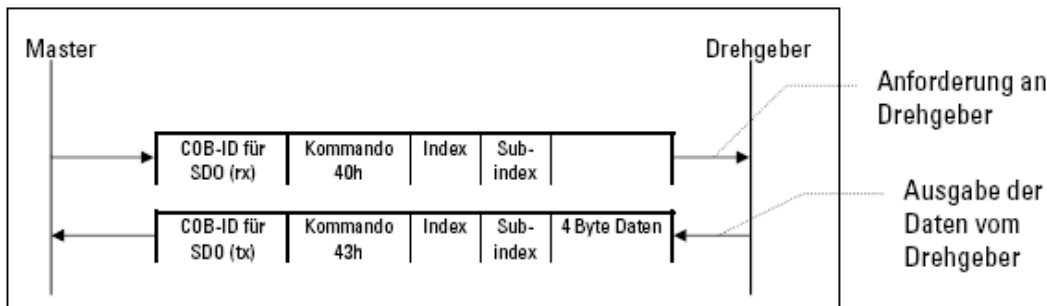 Master
Drehgeber
Anforderung an
Drehgeber
COB-ID für
SDO (rx)
Kommando
40h
Index
Sub-
index
COB-ID für
SDO (tx)
Kommando
43h
Index
Sub-
index
4 Byte Daten
Ausgabe der
Daten vom
Drehgeber